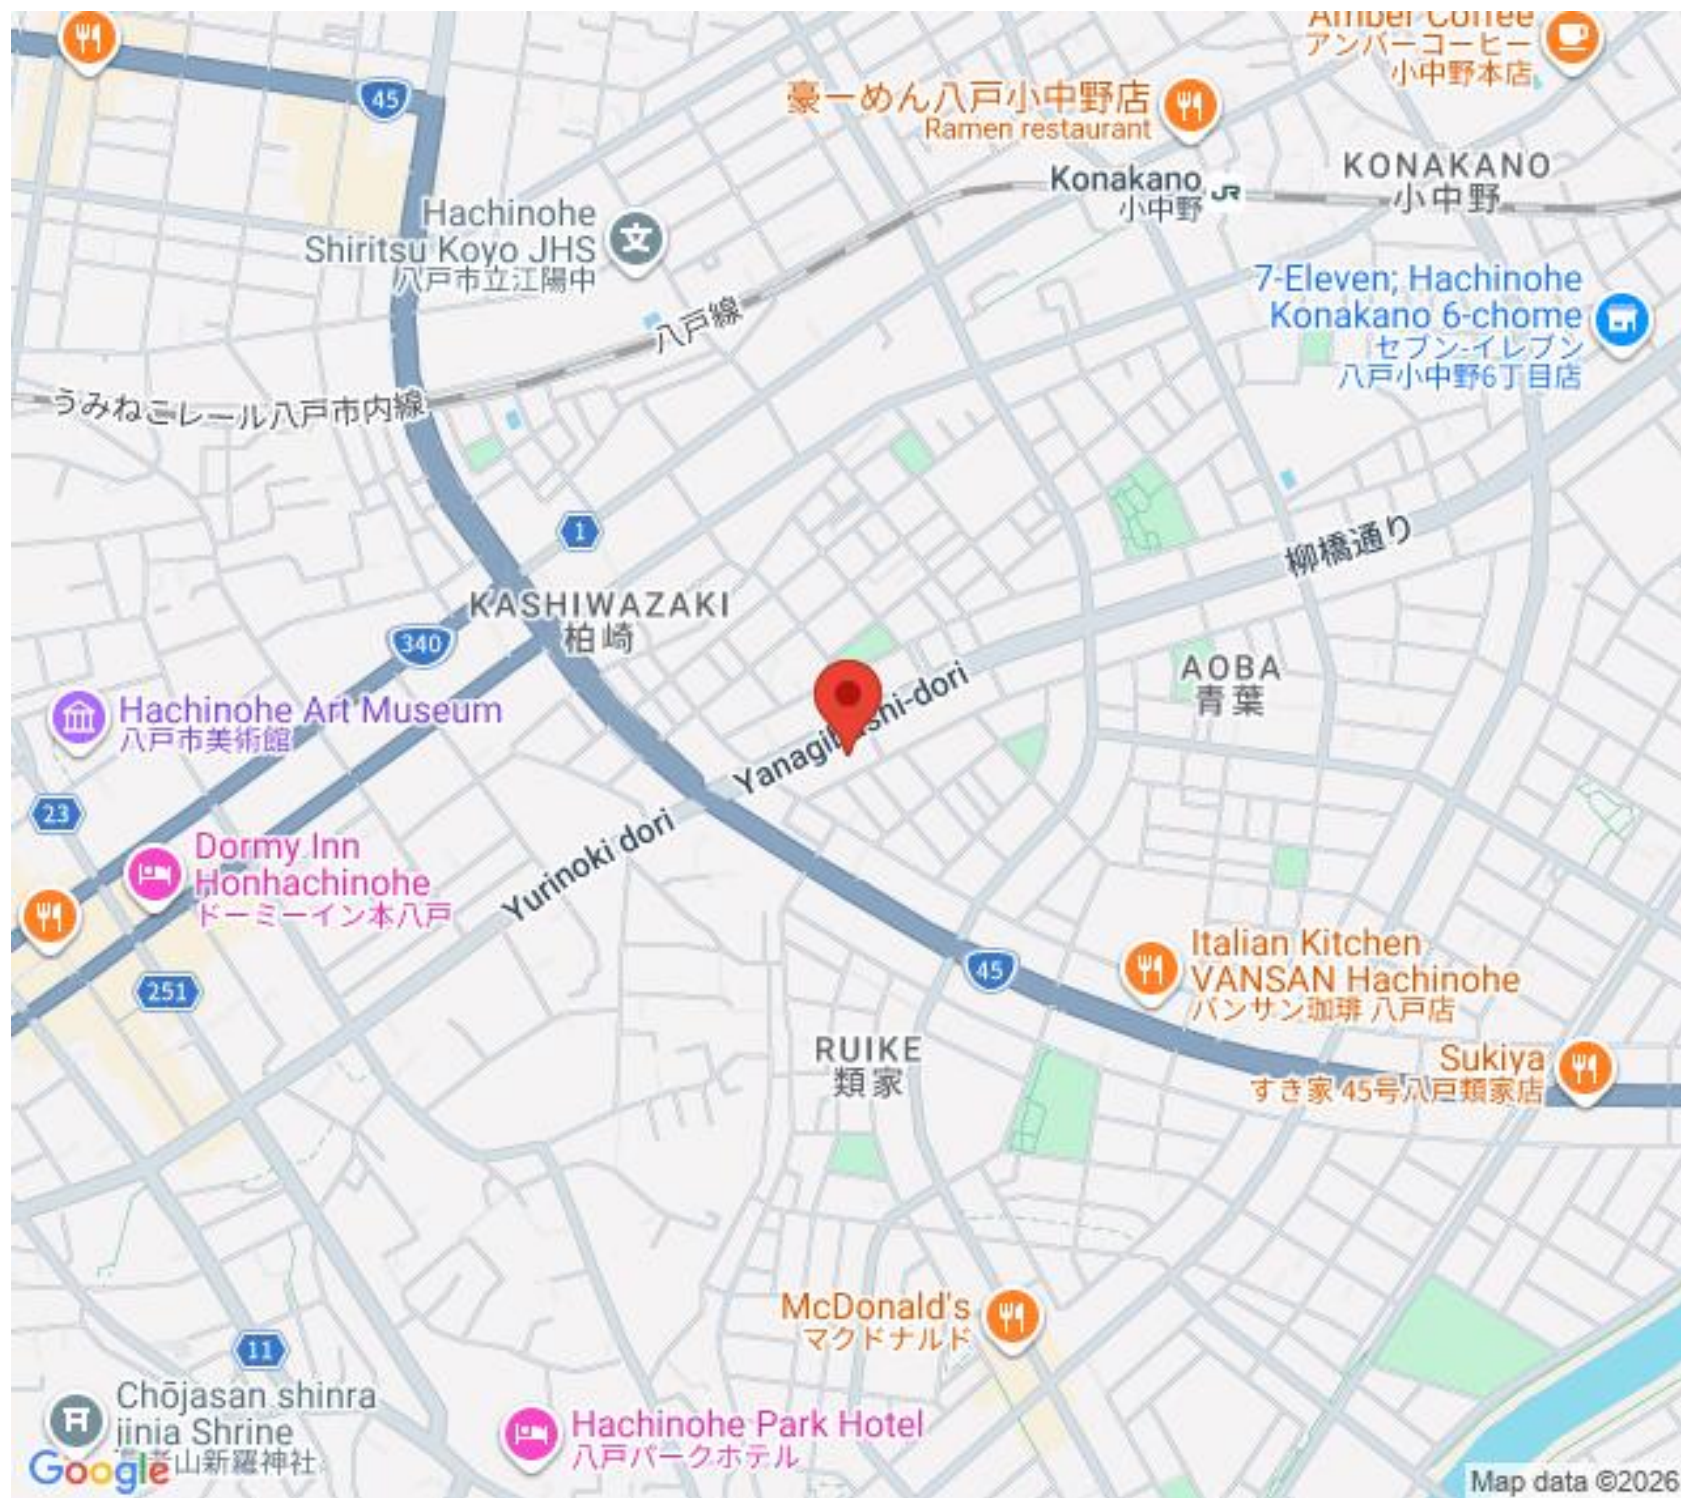 45
Amber Coffee
アンバーコーヒー
小中野本店
豪ーめん八戸小中野店
Ramen restaurant
Konakano
小中野
JR
KONAKANO
小中野
Hachinohe
Shiritsu Koyo JHS
八戸市立江陽中
文
7-Eleven; Hachinohe
Konakano 6-chome
セブン-イレブン
八戸小中野6丁目店
八戸線
うみねこレール八戸市内線
1
柳橋通り
KASHIWAZAKI
柏崎
340
AOBA
青葉
Hachinohe Art Museum
八戸市美術館
Yanagibashi-dori
23
Yurinoki dori
Dormy Inn
Honhachinohe
ドーミーイン本八戸
251
45
Italian Kitchen
VANSAN Hachinohe
バンサン珈琲 八戸店
RUIKE
類家
Sukiya
すき家 45号八戸類家店
McDonald's
マクドナルド
11
Chōjasan shinra
jinja Shrine
山新羅神社
Hachinohe Park Hotel
八戸パークホテル
Google
Map data ©2026